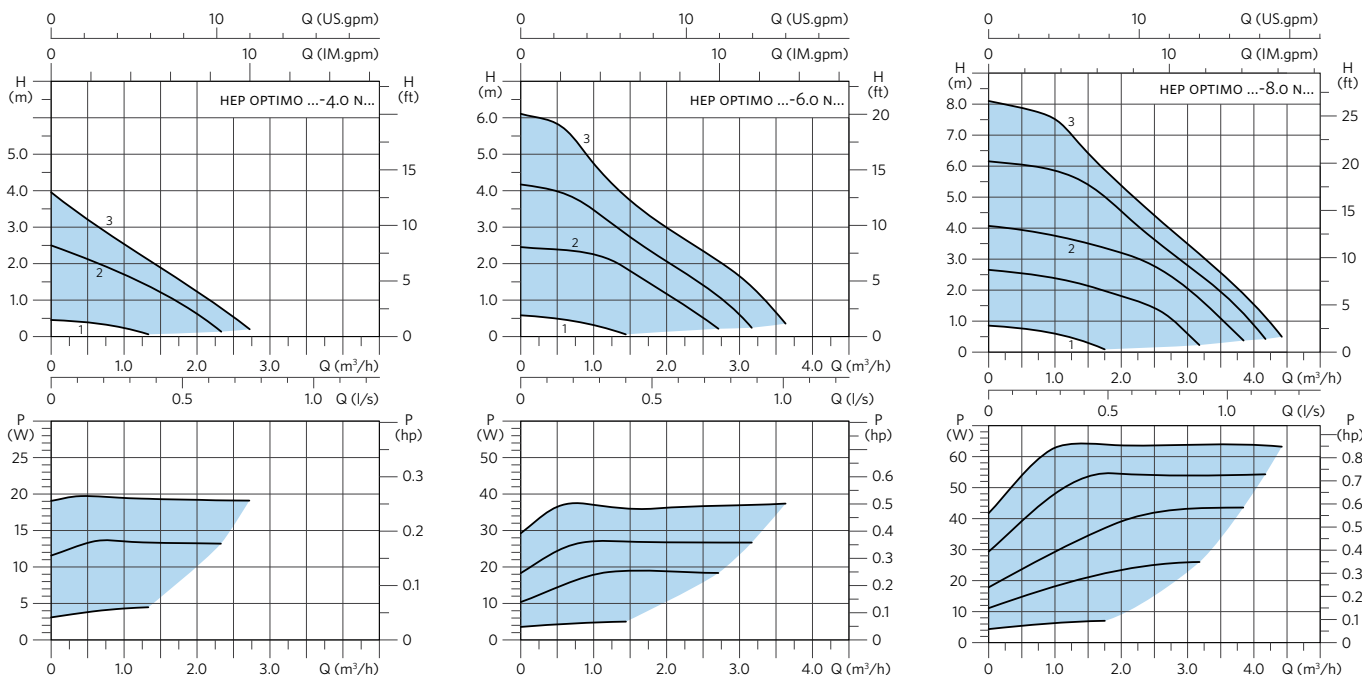 0 10 Q (US.gpm)
0 10 Q (IM.gpm)
H (m)
H (ft)
HEP OPTIMO ...-4.0 N...
5.0
4.0
3.0
2.0
1.0
0
15
10
5
0
3
2
1
0 1.0 2.0 3.0 Q (m³/h)
0 0.5 1.0 Q (l/s)
P (W)
P (hp)
25
20
15
10
5
0
0.3
0.2
0.1
0
0 1.0 2.0 3.0 Q (m³/h)
0 10 Q (US.gpm)
0 10 Q (IM.gpm)
H (m)
H (ft)
HEP OPTIMO ...-6.0 N...
6.0
5.0
4.0
3.0
2.0
1.0
0
20
15
10
5
0
3
2
1
0 1.0 2.0 3.0 4.0 Q (m³/h)
0 0.5 1.0 Q (l/s)
P (W)
P (hp)
50
40
30
20
10
0
0.6
0.5
0.4
0.3
0.2
0.1
0
0 1.0 2.0 3.0 4.0 Q (m³/h)
0 10 Q (US.gpm)
0 10 Q (IM.gpm)
H (m)
H (ft)
HEP OPTIMO ...-8.0 N...
8.0
7.0
6.0
5.0
4.0
3.0
2.0
1.0
0
25
20
15
10
5
0
3
2
1
0 1.0 2.0 3.0 4.0 Q (m³/h)
0 0.5 1.0 Q (l/s)
P (W)
P (hp)
60
50
40
30
20
10
0
0.8
0.7
0.6
0.5
0.4
0.3
0.2
0.1
0
0 1.0 2.0 3.0 4.0 Q (m³/h)